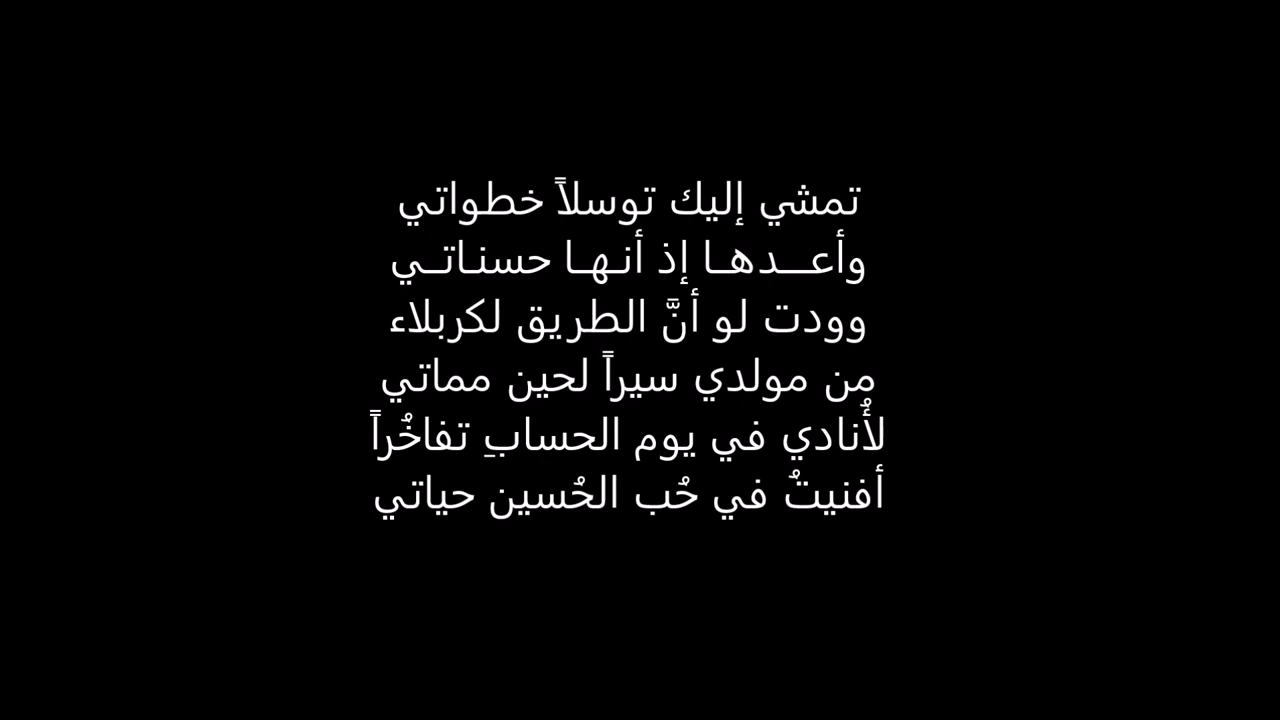 تمشي إليك توسلاً خطواتي
وأعـــدهـا إذ أنـهـا حسنـاتـي
وودت لو أنَّ الطريق لكربلاء
من مولدي سيراً لحين مماتي
لأُنادي في يوم الحسابِ تفاخُراً
أفنيتُ في حُب الحُسين حياتي